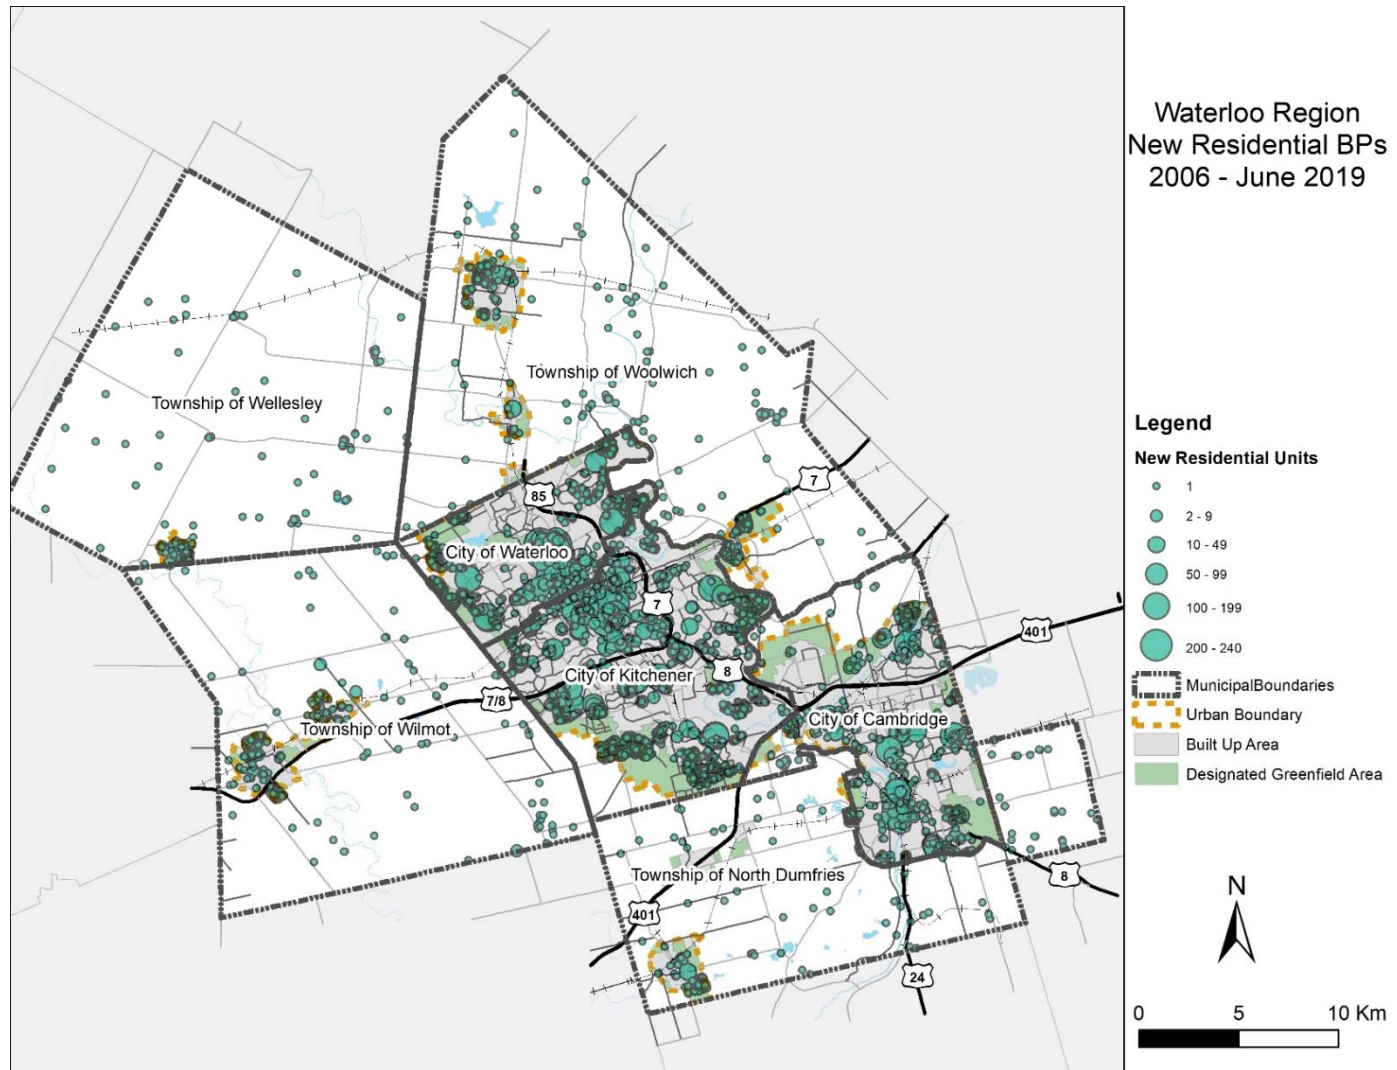 Waterloo Region
New Residential BPs
2006 - June 2019
Township of Woolwich
Township of Wellesley
7
85
City of Waterloo
7
401
City of Kitchener
8
7/8
City of Cambridge
Township of Wilmot
Township of North Dumfries
8
401
24
Legend
New Residential Units
1
2 - 9
10 - 49
50 - 99
100 - 199
200 - 240
MunicipalBoundaries
Urban Boundary
Built Up Area
Designated Greenfield Area
N
0 5 10 Km